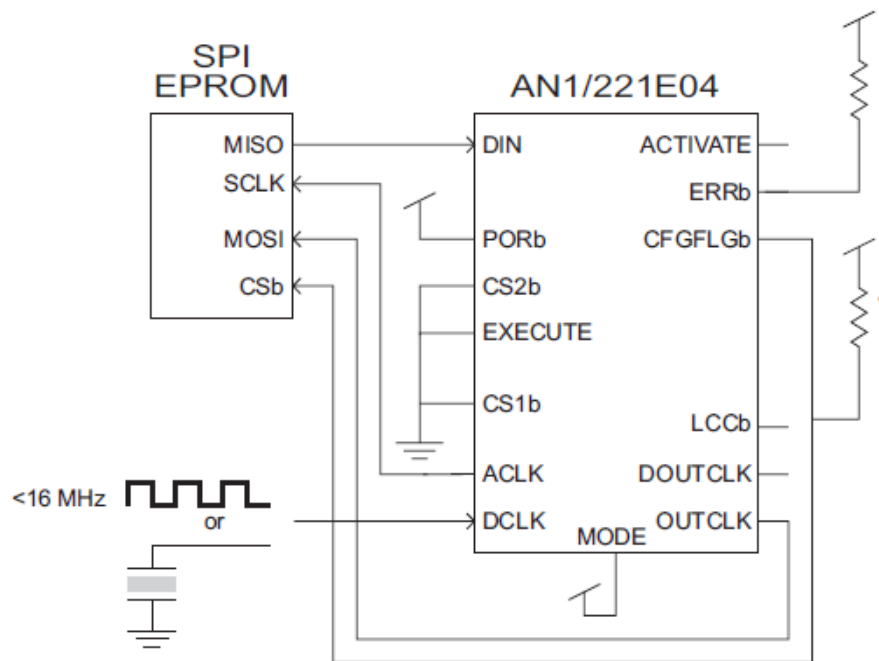 SPI
EPROM
AN1/221E04
MISO
SCLK
MOSI
CSb
DIN
PORb
CS2b
EXECUTE
CS1b
ACLK
DCLK
ACTIVATE
ERRb
CFGFLGb
LCCb
DOUTCLK
OUTCLK
MODE
<16 MHz
or